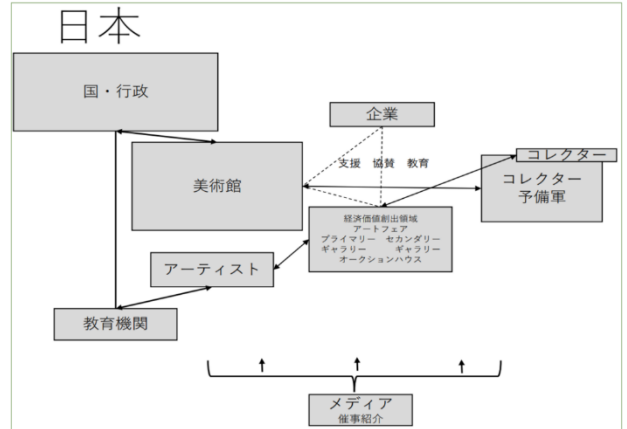 日本
国・行政
企業
支援 協賛 教育
コレクター
コレクター
予備軍
美術館
経済価値創出領域
アートフェア
プライマリー セカンダリー
ギャラリー ギャラリー
オークションハウス
アーティスト
教育機関
メディア
催事紹介